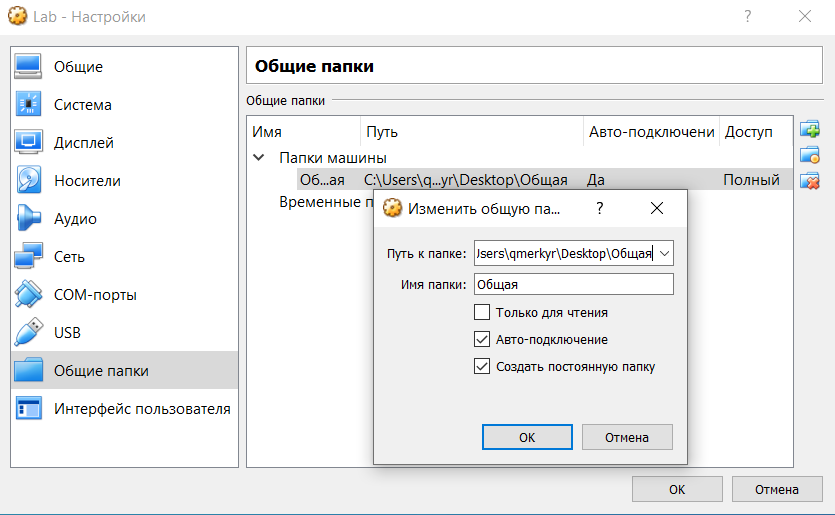 Lab - Настройки
Общие
Система
Дисплей
Носители
Аудио
Сеть
COM-порты
USB
Общие папки
Интерфейс пользователя
Общие папки
Общие папки
Имя Путь Авто-подключени Доступ
Папки машины
Об...ая C:\Users\q...yr\Desktop\Общая Да Полный
Временные п
Изменить общую па... ?
Путь к папке: Users\qmerkyr\Desktop\Общая
Имя папки: Общая
Только для чтения
Авто-подключение
Создать постоянную папку
OK Отмена
OK Отмена